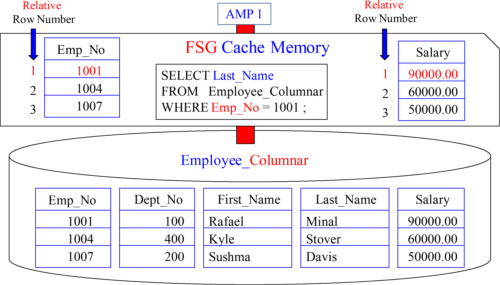 AMP 1
Relative
Row Number
Emp_No
1 1001
2 1004
3 1007
FSG Cache Memory
SELECT Last_Name
FROM Employee_Columnar
WHERE Emp_No = 1001 ;
Relative
Row Number
Salary
1 90000.00
2 60000.00
3 50000.00
Employee_Columnar
Emp_No Dept_No First_Name Last_Name Salary
1001 100 Rafael Minal 90000.00
1004 400 Kyle Stover 60000.00
1007 200 Sushma Davis 50000.00